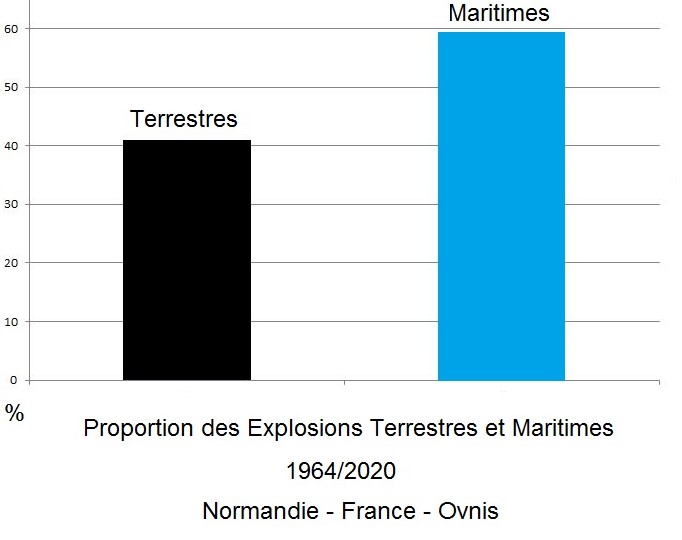 Maritimes
60
50
Terrestres
40
30
20
10
0
%
Proportion des Explosions Terrestres et Maritimes
1964/2020
Normandie - France - Ovnis